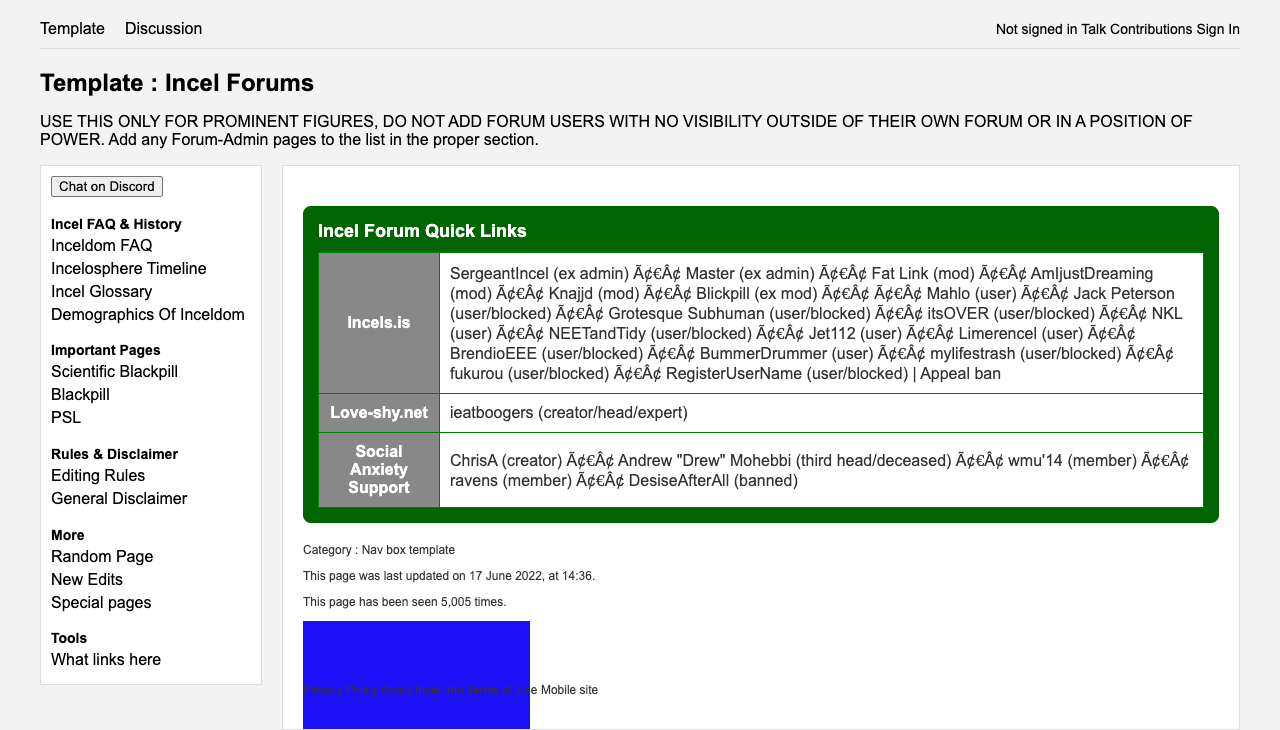 Template Discussion
Not signed in Talk Contributions Sign In
Template : Incel Forums
USE THIS ONLY FOR PROMINENT FIGURES, DO NOT ADD FORUM USERS WITH NO VISIBILITY OUTSIDE OF THEIR OWN FORUM OR IN A POSITION OF
POWER. Add any Forum-Admin pages to the list in the proper section.
Chat on Discord
Incel FAQ & History
Inceldom FAQ
Incelosphere Timeline
Incel Glossary
Demographics Of Inceldom
Important Pages
Scientific Blackpill
Blackpill
PSL
Rules & Disclaimer
Editing Rules
General Disclaimer
More
Random Page
New Edits
Special pages
Tools
What links here
Incel Forum Quick Links
Incels.is
SergeantIncel (ex admin) Ã¢€Â¢ Master (ex admin) Ã¢€Â¢ Fat Link (mod) Ã¢€Â¢ AmIjustDreaming
(mod) Ã¢€Â¢ Knajjd (mod) Ã¢€Â¢ Blickpill (ex mod) Ã¢€Â¢ Ã¢€Â¢ Mahlo (user) Ã¢€Â¢ Jack Peterson
(user/blocked) Ã¢€Â¢ Grotesque Subhuman (user/blocked) Ã¢€Â¢ itsOVER (user/blocked) Ã¢€Â¢ NKL
(user) Ã¢€Â¢ NEETandTidy (user/blocked) Ã¢€Â¢ Jet112 (user) Ã¢€Â¢ Limerencel (user) Ã¢€Â¢
BrendioEEE (user/blocked) Ã¢€Â¢ BummerDrummer (user) Ã¢€Â¢ mylifestrash (user/blocked) Ã¢€Â¢
fukurou (user/blocked) Ã¢€Â¢ RegisterUserName (user/blocked) | Appeal ban
Love-shy.net
ieatboogers (creator/head/expert)
Social
Anxiety
Support
ChrisA (creator) Ã¢€Â¢ Andrew "Drew" Mohebbi (third head/deceased) Ã¢€Â¢ wmu'14 (member) Ã¢€Â¢
ravens (member) Ã¢€Â¢ DesiseAfterAll (banned)
Category : Nav box template
This page was last updated on 17 June 2022, at 14:36.
This page has been seen 5,005 times.
Privacy Policy About Incel Info Terms of Use Mobile site